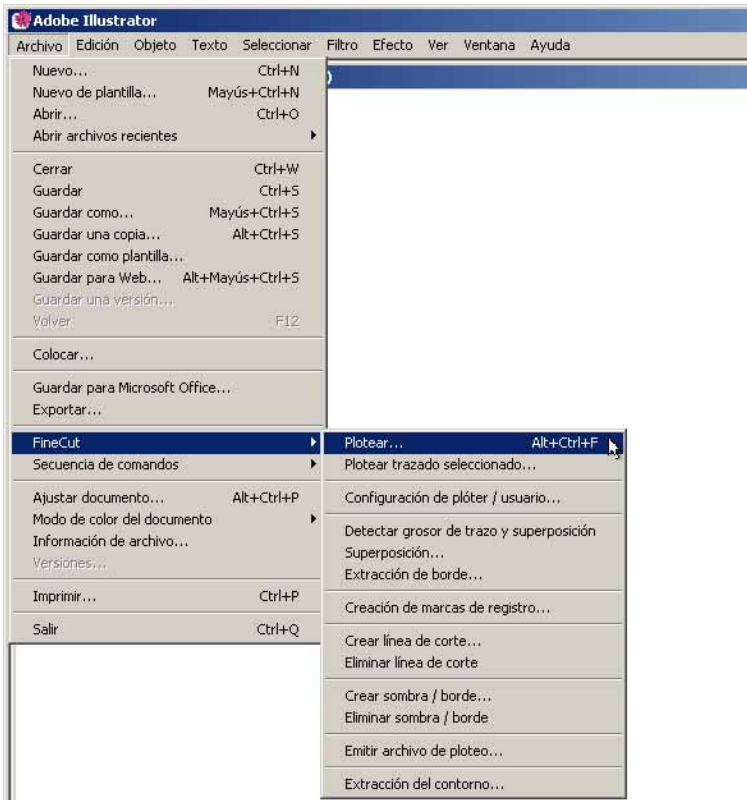 Adobe Illustrator
Archivo Edición Objeto Texto Seleccionar Filtro Efecto Ver Ventana Ayuda
)
Nuevo... Ctrl+N
Nuevo de plantilla... Mayús+Ctrl+N
Abrir... Ctrl+O
Abrir archivos recientes
Cerrar Ctrl+W
Guardar Ctrl+S
Guardar como... Mayús+Ctrl+S
Guardar una copia... Alt+Ctrl+S
Guardar como plantilla...
Guardar para Web... Alt+Mayús+Ctrl+S
Guardar una versión...
Volver F12
Colocar...
Guardar para Microsoft Office...
Exportar...
FineCut
Secuencia de comandos
Ajustar documento... Alt+Ctrl+P
Modo de color del documento
Información de archivo...
Versiones...
Imprimir... Ctrl+P
Salir Ctrl+Q
Plotear... Alt+Ctrl+F
Plotear trazado seleccionado...
Configuración de plóter / usuario...
Detectar grosor de trazo y superposición
Superposición...
Extracción de borde...
Creación de marcas de registro...
Crear línea de corte...
Eliminar línea de corte
Crear sombra / borde...
Eliminar sombra / borde
Emitir archivo de ploteo...
Extracción del contorno...